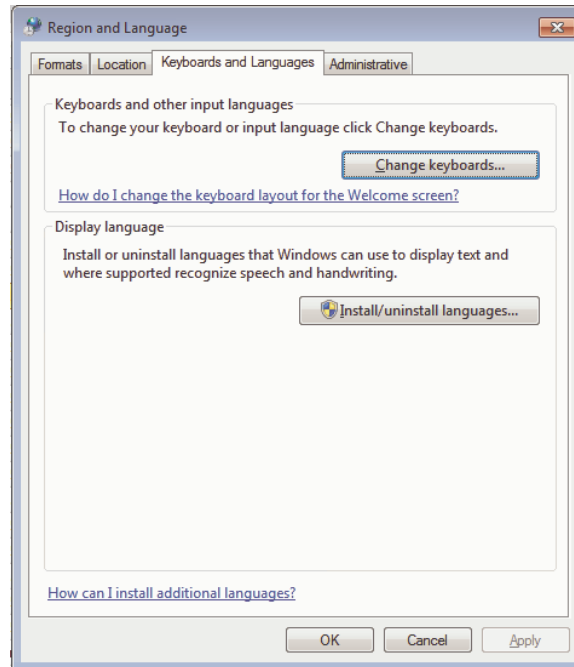 Region and Language
Formats Location Keyboards and Languages Administrative
Keyboards and other input languages
To change your keyboard or input language click Change keyboards.
Change keyboards...
How do I change the keyboard layout for the Welcome screen?
Display language
Install or uninstall languages that Windows can use to display text and
where supported recognize speech and handwriting.
Install/uninstall languages...
How can I install additional languages?
OK Cancel Apply